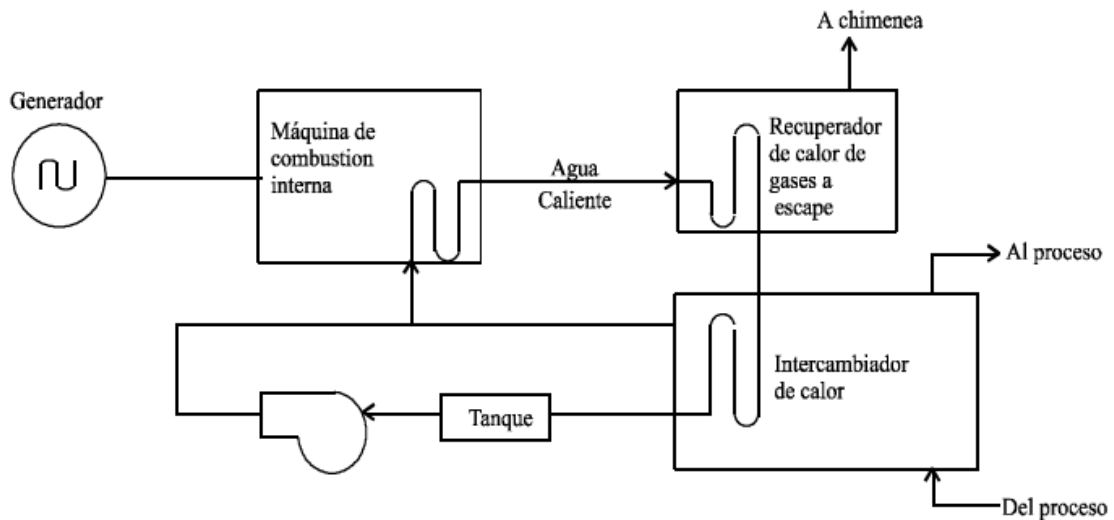 A chimenea
Generador
Máquina de
combustion
interna
Agua
Caliente
Recuperador
de calor de
gases a
escape
Al proceso
Intercambiador
de calor
Tanque
Del proceso